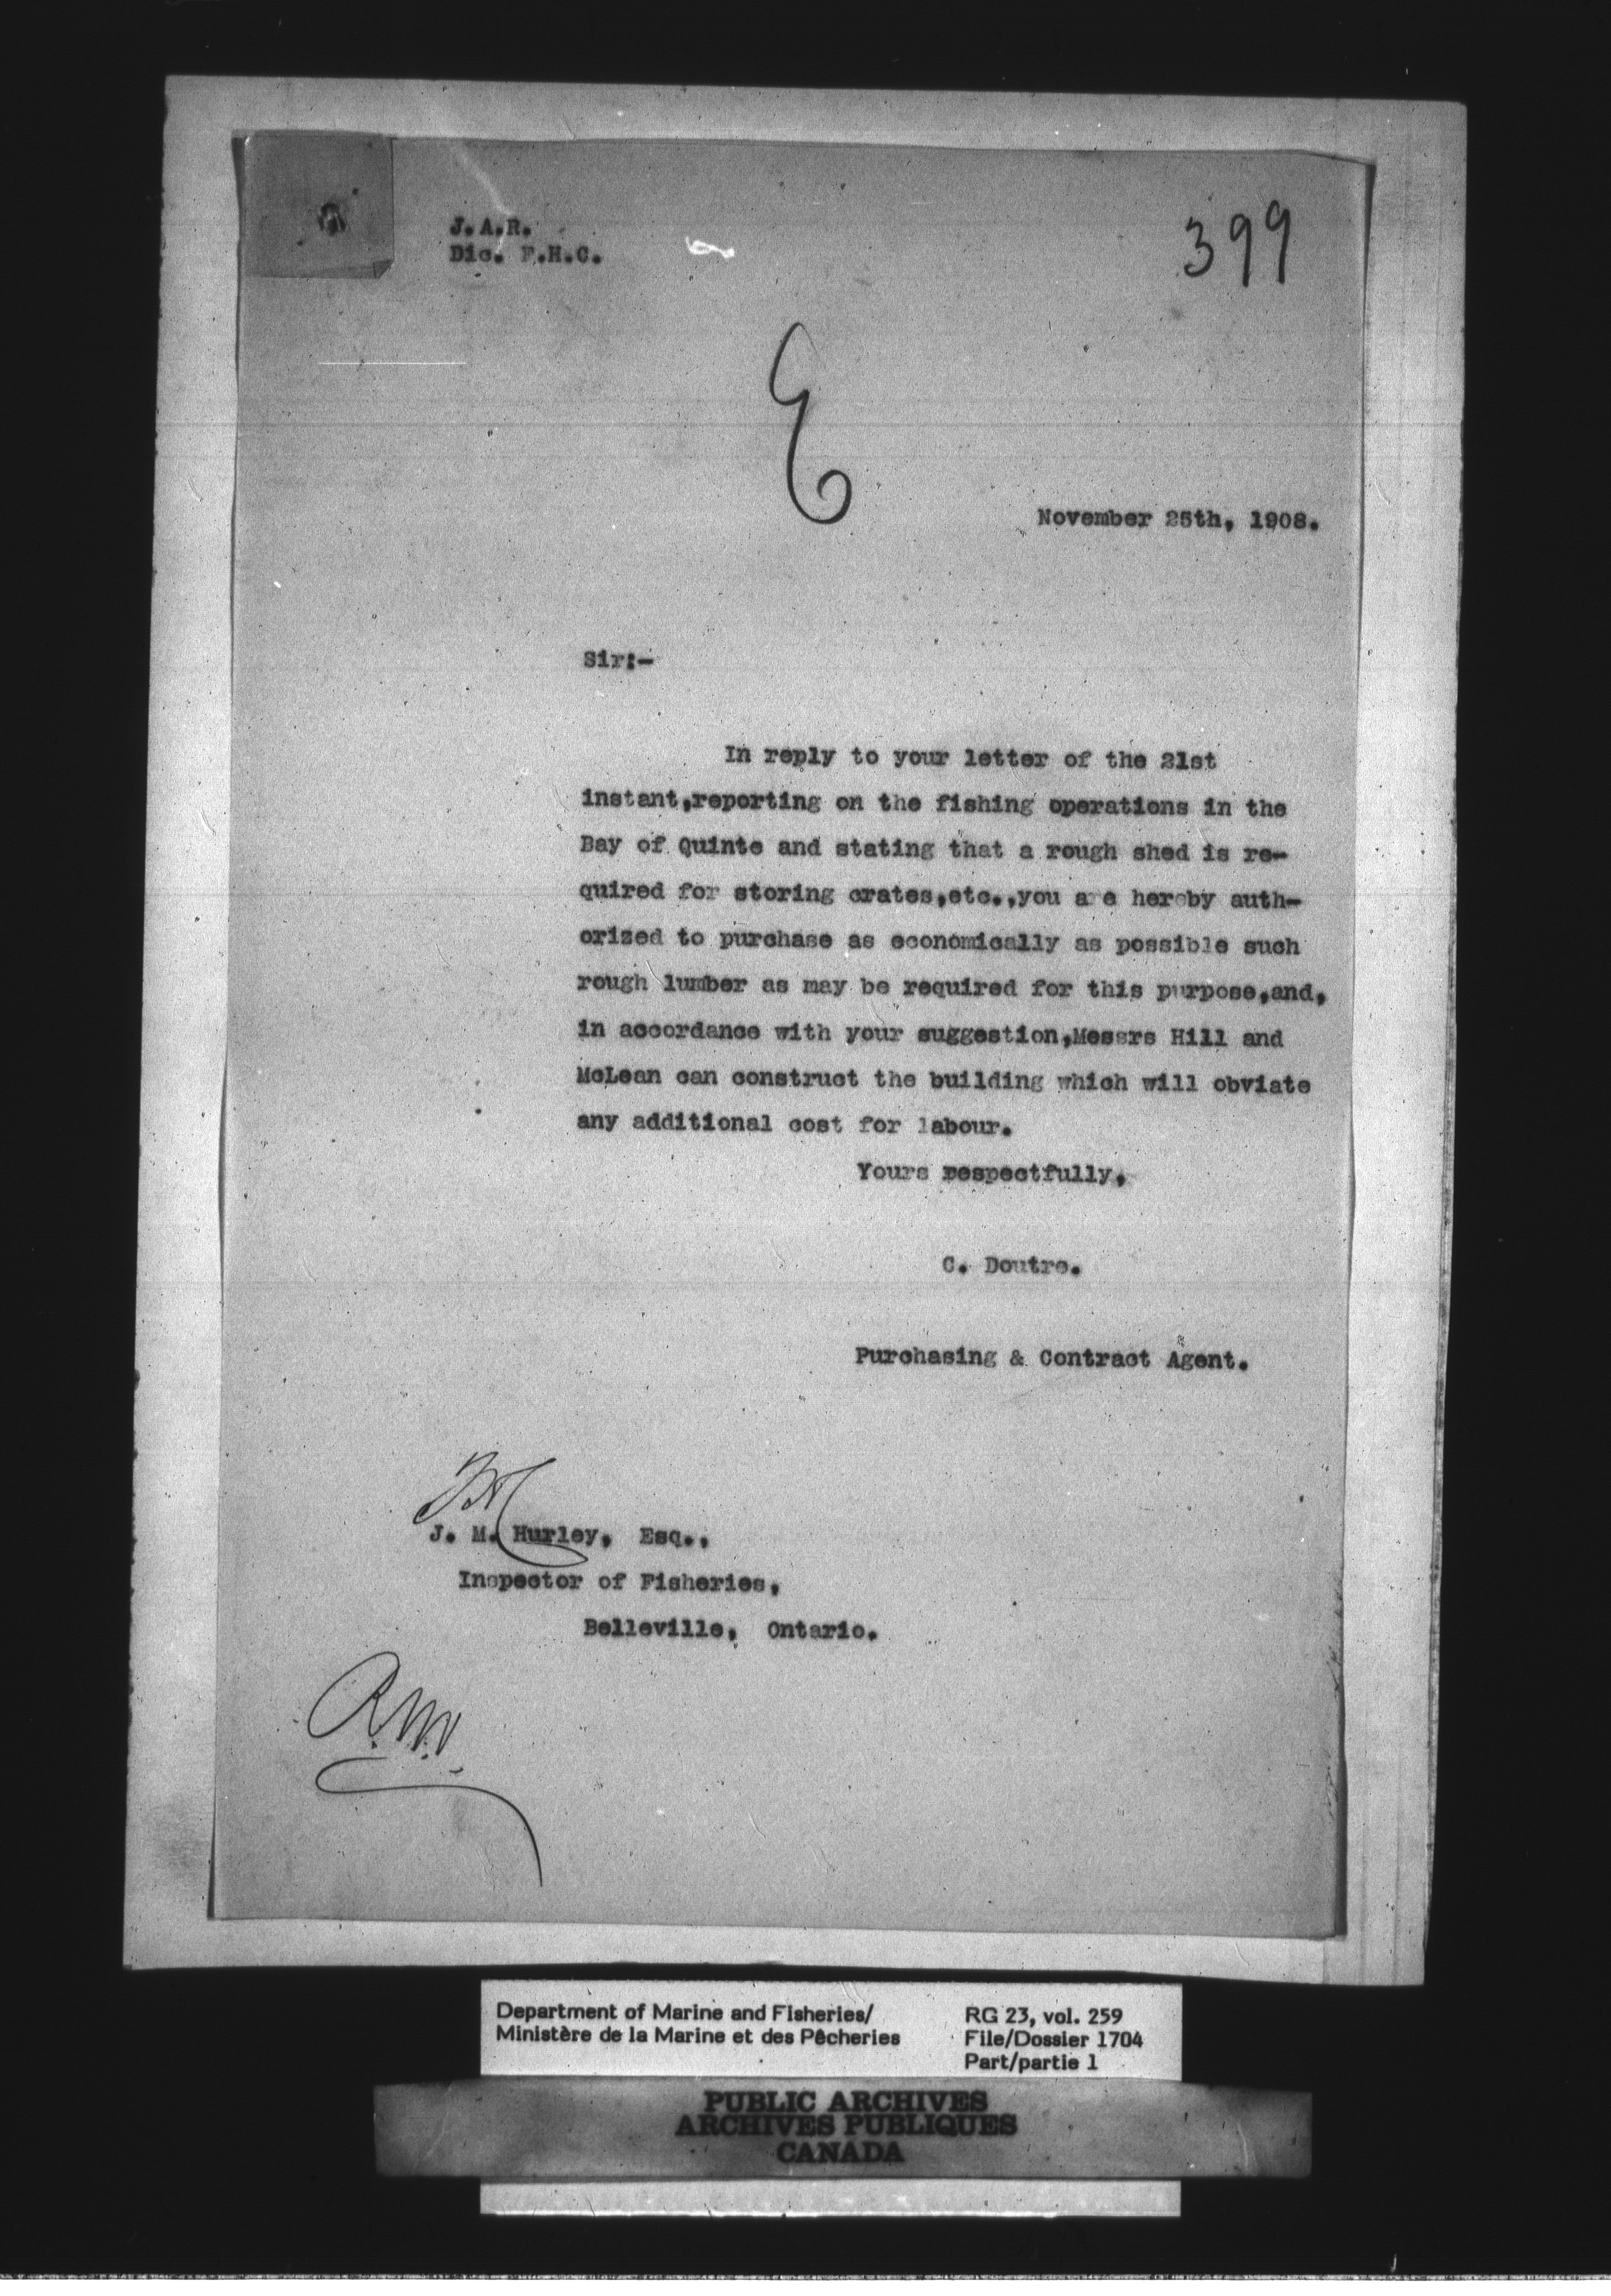 J.A.R.
Dic. F.H.C.
399
November 25th, 1908.
Sir:-
In reply to your letter of the 21st
instant,reporting on the fishing operations in the
Bay of Quinte and stating that a rough shed is re-
quired for storing crates,etc.,you are hereby auth-
orized to purchase as economically as possible such
rough lumber as may be required for this purpose,and,
in accordance with your suggestion,Messrs Hill and
McLean can construct the building which will obviate
any additional cost for labour.
Yours respectfully,
C. Doutre.
Purchasing & Contract Agent.
J. M. Hurley, Esq.,
Inspector of Fisheries,
Belleville, Ontario.
Department of Marine and Fisheries/
Ministère de la Marine et des Pêcheries
RG 23, vol. 259
File/Dossier 1704
Part/partie 1
PUBLIC ARCHIVES
ARCHIVES PUBLIQUES
CANADA